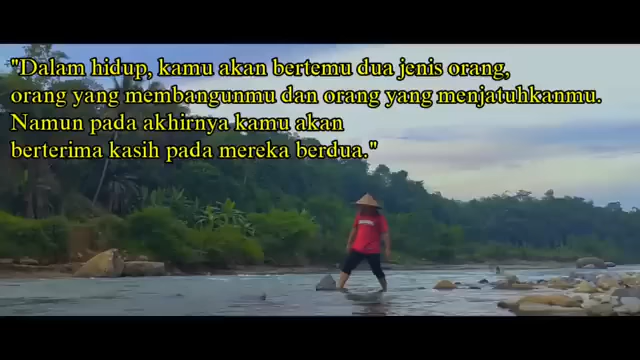 "Dalam hidup, kamu akan bertemu dua jenis orang,
orang yang membangunmu dan orang yang menjatuhkanmu.
Namun pada akhirnya kamu akan
berterima kasih pada mereka berdua."